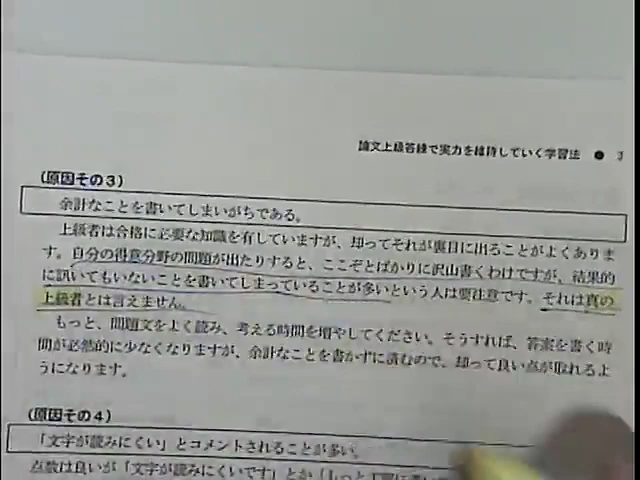 論文上級答練で実力を維持していく学習法 ● 3
(原因その3)
余計なことを書いてしまいがちである。
上級者は合格に必要な知識を有していますが、却ってそれが裏目に出ることがよくありま
す。自分の得意分野の問題が出たりすると、ここぞとばかりに沢山書くわけですが、結果的
に訊いてもいないことを書いてしまっていることが多いという人は要注意です。それは真の
上級者とは言えません。
もっと、問題文をよく読み、考える時間を増やしてください。そうすれば、答案を書く時
間が必然的に少なくなりますが、余計なことを書かずに済むので、却って良い点が取れるよ
うになります。
(原因その4)
「文字が読みにくい」とコメントされることが多い。
点数は良いが「文字が読みにくいです」とか「もっと丁寧に